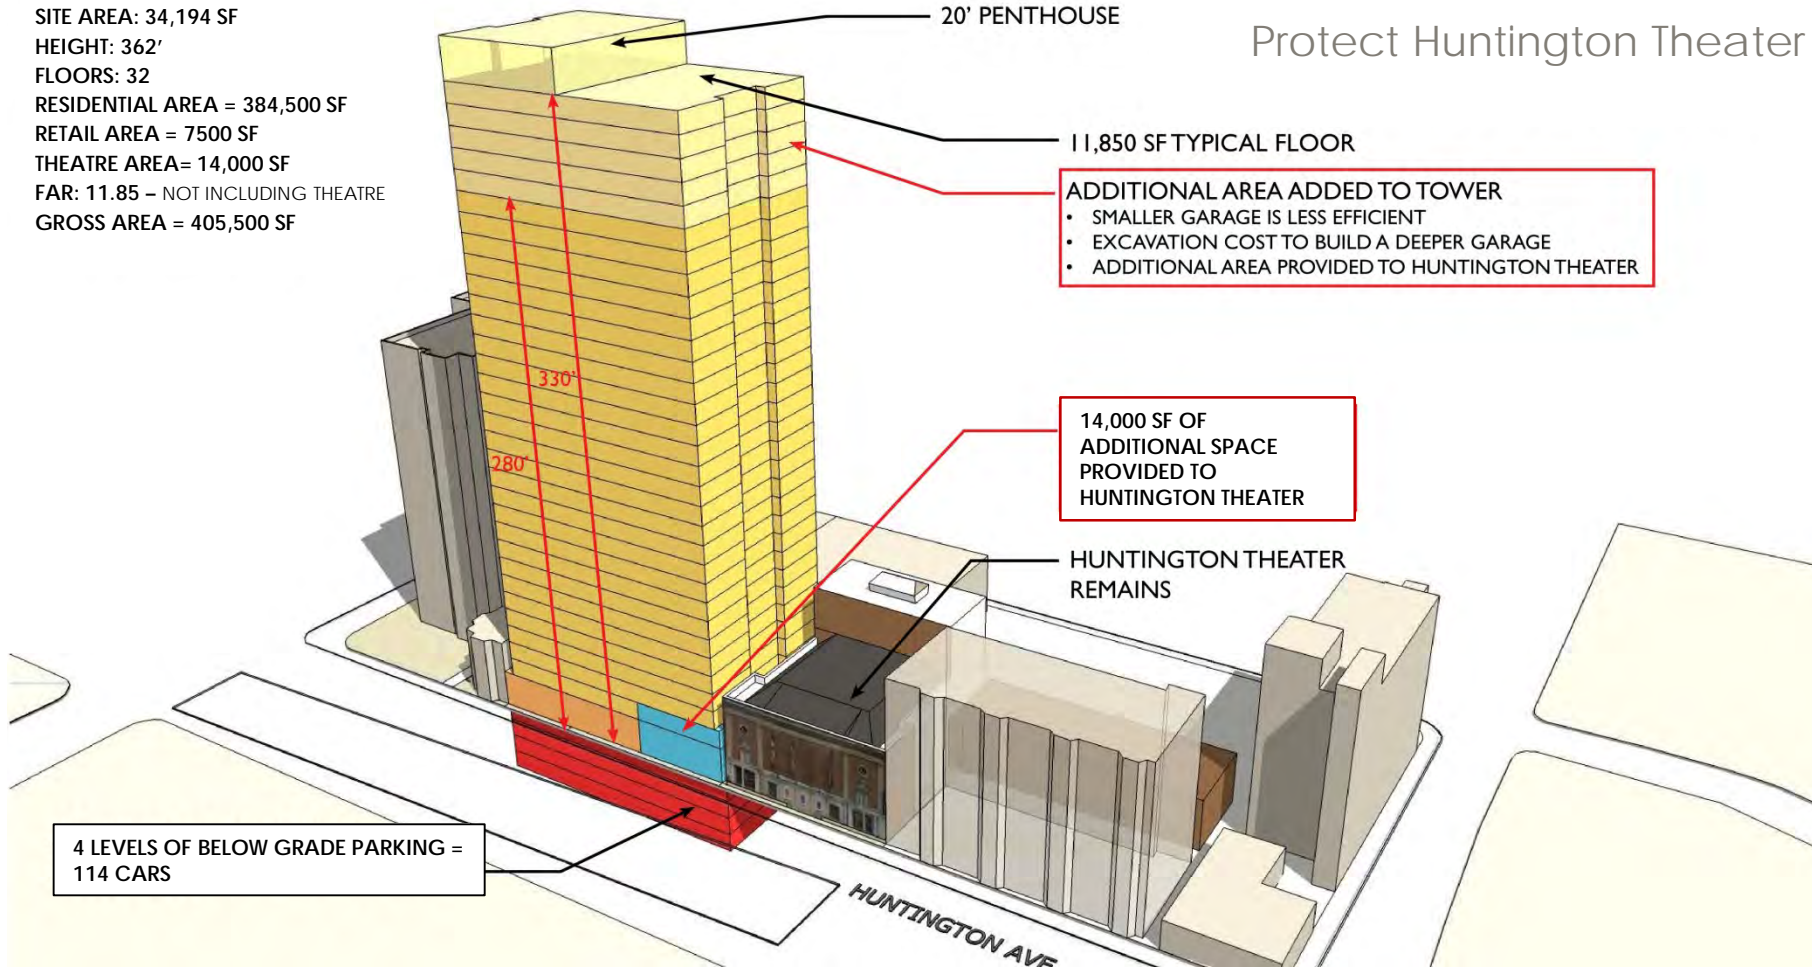 SITE AREA: 34,194 SF
HEIGHT: 362’
FLOORS: 32
RESIDENTIAL AREA = 384,500 SF
RETAIL AREA = 7500 SF
THEATRE AREA= 14,000 SF
FAR: 11.85 – NOT INCLUDING THEATRE
GROSS AREA = 405,500 SF
Protect Huntington Theater
20’ PENTHOUSE
11,850 SF TYPICAL FLOOR
ADDITIONAL AREA ADDED TO TOWER
• SMALLER GARAGE IS LESS EFFICIENT
• EXCAVATION COST TO BUILD A DEEPER GARAGE
• ADDITIONAL AREA PROVIDED TO HUNTINGTON THEATER
330’
280’
14,000 SF OF
ADDITIONAL SPACE
PROVIDED TO
HUNTINGTON THEATER
HUNTINGTON THEATER
REMAINS
4 LEVELS OF BELOW GRADE PARKING =
114 CARS
HUNTINGTON AVE